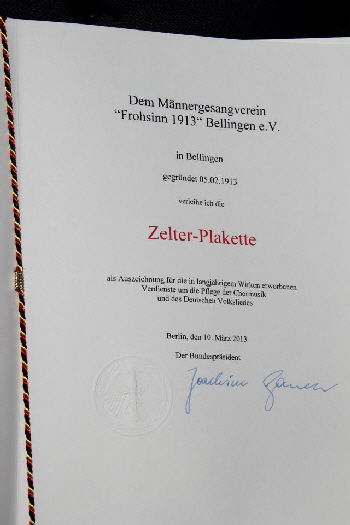 Dem Männergesangverein
"Frohsinn 1913" Bellingen e.V.
in Bellingen
gegründet 05.02.1913
verleihe ich die
Zelter-Plakette
als Auszeichnung für die in langjährigem Wirken erworbenen
Verdienste um die Pflege der Chormusik
und des Deutschen Volksliedes
Berlin, den 10. März 2013
Der Bundespräsident
Joachim Gauck